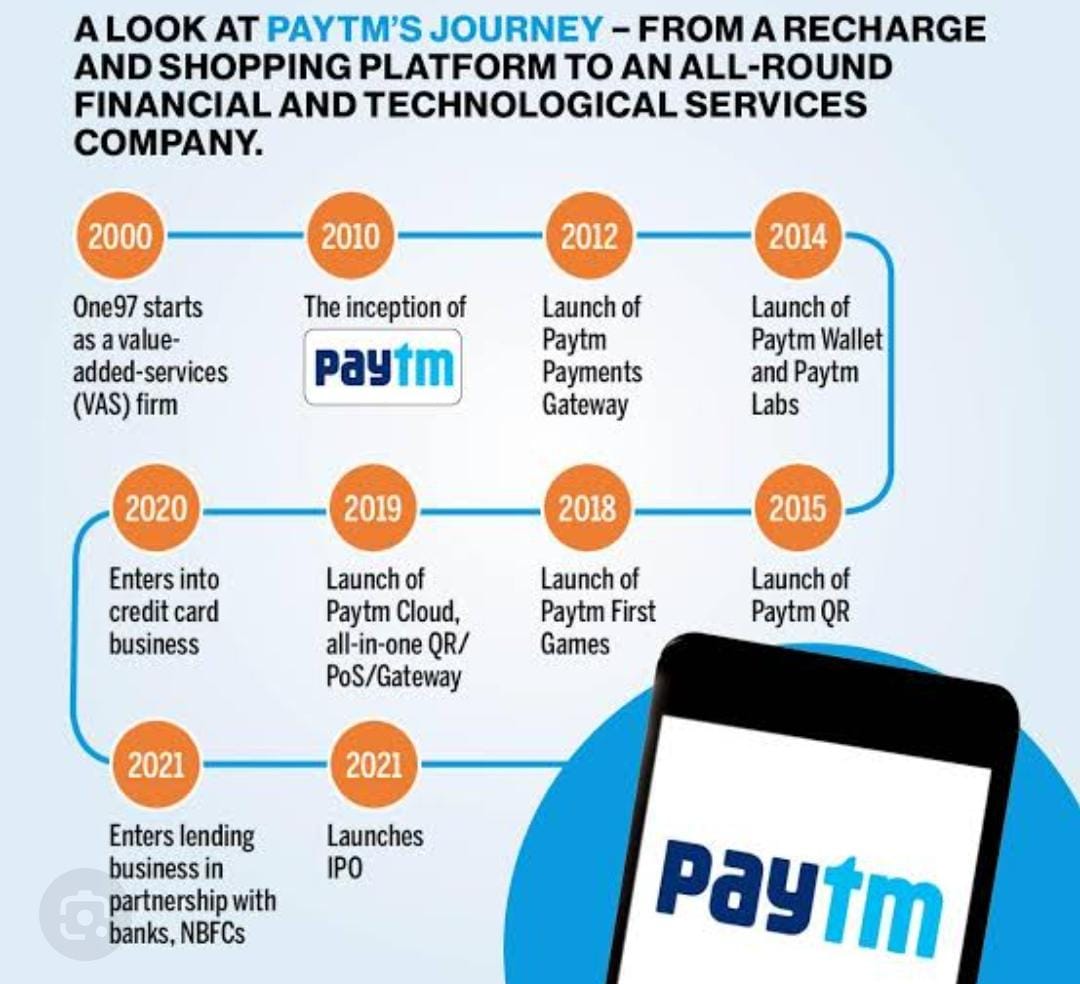 A LOOK AT PAYTM'S JOURNEY – FROM A RECHARGE
AND SHOPPING PLATFORM TO AN ALL-ROUND
FINANCIAL AND TECHNOLOGICAL SERVICES
COMPANY.
2000
One97 starts
as a value-
added-services
(VAS) firm
2010
The inception of
paytm
2012
Launch of
Paytm
Payments
Gateway
2014
Launch of
Paytm Wallet
and Paytm
Labs
2015
Launch of
Paytm QR
2018
Launch of
Paytm First
Games
2019
Launch of
Paytm Cloud,
all-in-one QR/
PoS/Gateway
2020
Enters into
credit card
business
2021
Enters lending
business in
partnership with
banks, NBFCs
2021
Launches
IPO
paytm